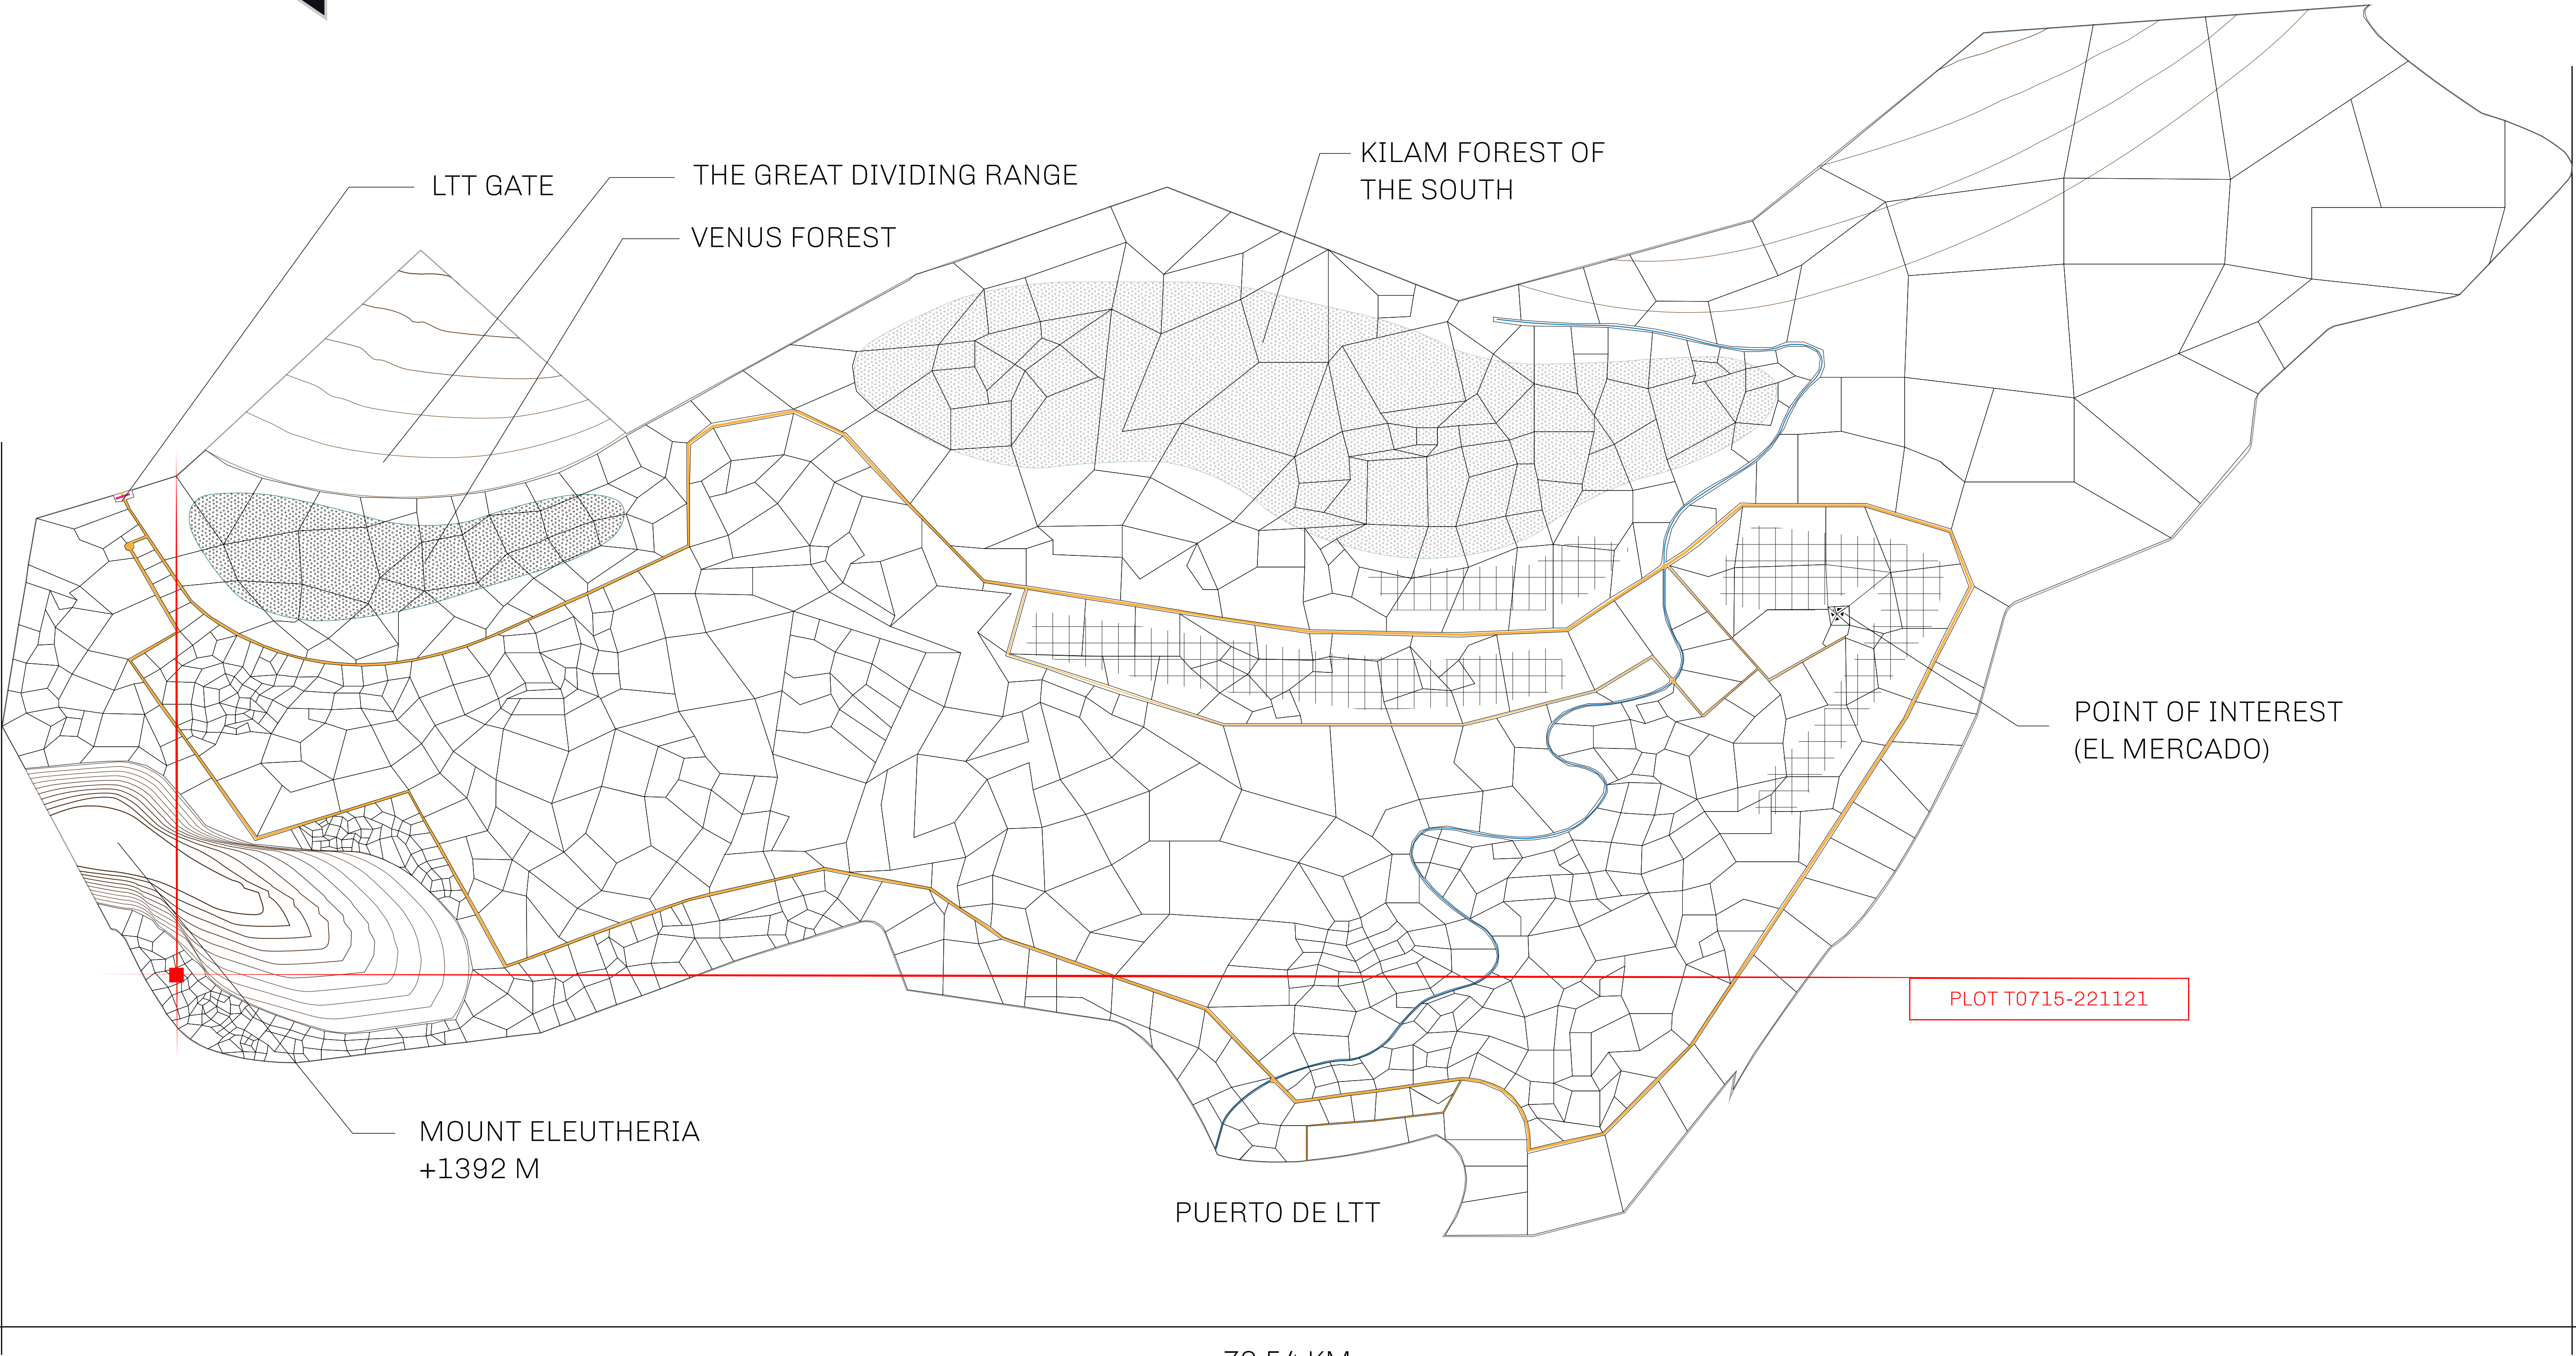 KILAM FOREST OF
THE SOUTH
LTT GATE
THE GREAT DIVIDING RANGE
VENUS FOREST
POINT OF INTEREST
(EL MERCADO)
PLOT T0715-221121
MOUNT ELEUTHERIA
+1392 M
PUERTO DE LTT
KM